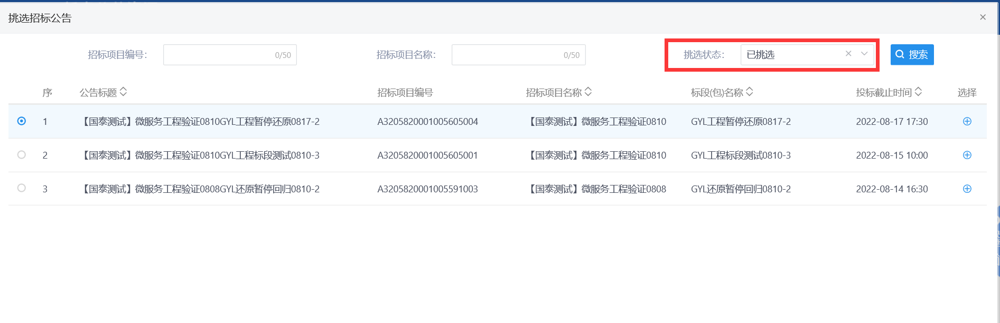 挑选招标公告
招标项目编号： 0/50 招标项目名称： 0/50 挑选状态： 已挑选 搜索
序 公告标题 招标项目编号 招标项目名称 标段(包)名称 投标截止时间 选择
1 【国泰测试】微服务工程验证0810GYL工程暂停还原0817-2 A3205820001005605004 【国泰测试】微服务工程验证0810 GYL工程暂停还原0817-2 2022-08-17 17:30
2 【国泰测试】微服务工程验证0810GYL工程标段测试0810-3 A3205820001005605001 【国泰测试】微服务工程验证0810 GYL工程标段测试0810-3 2022-08-15 10:00
3 【国泰测试】微服务工程验证0808GYL还原暂停回归0810-2 A3205820001005591003 【国泰测试】微服务工程验证0808 GYL还原暂停回归0810-2 2022-08-14 16:30